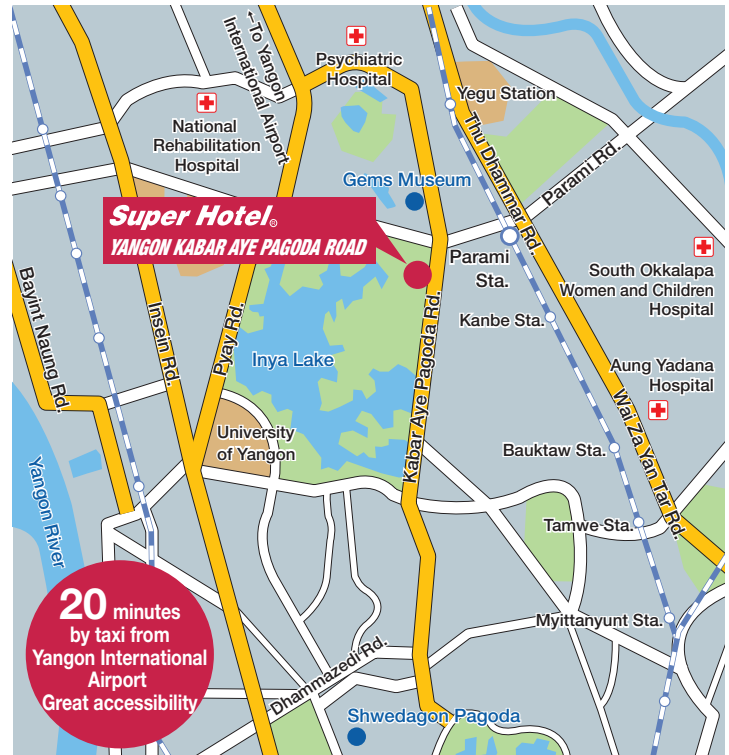 ←To Yangon
International Airport
Psychiatric
Hospital
National
Rehabilitation
Hospital
Yegu Station
Thu Dhammar Rd.
Parami Rd.
Gems Museum
Super Hotel®
YANGON KABAR AYE PAGODA ROAD
Parami
Sta.
South Okkalapa
Women and Children
Hospital
Kanbe Sta.
Bayint Naung Rd.
Insein Rd.
Pyay Rd.
Inya Lake
Kabar Aye Pagoda Rd.
Aung Yadana
Hospital
Wai Za Yan Tar Rd.
University
of Yangon
Bauktaw Sta.
Yangon River
Tamwe Sta.
20 minutes
by taxi from
Yangon International
Airport
Great accessibility
Myittanyunt Sta.
Dhammazedi Rd.
Shwedagon Pagoda